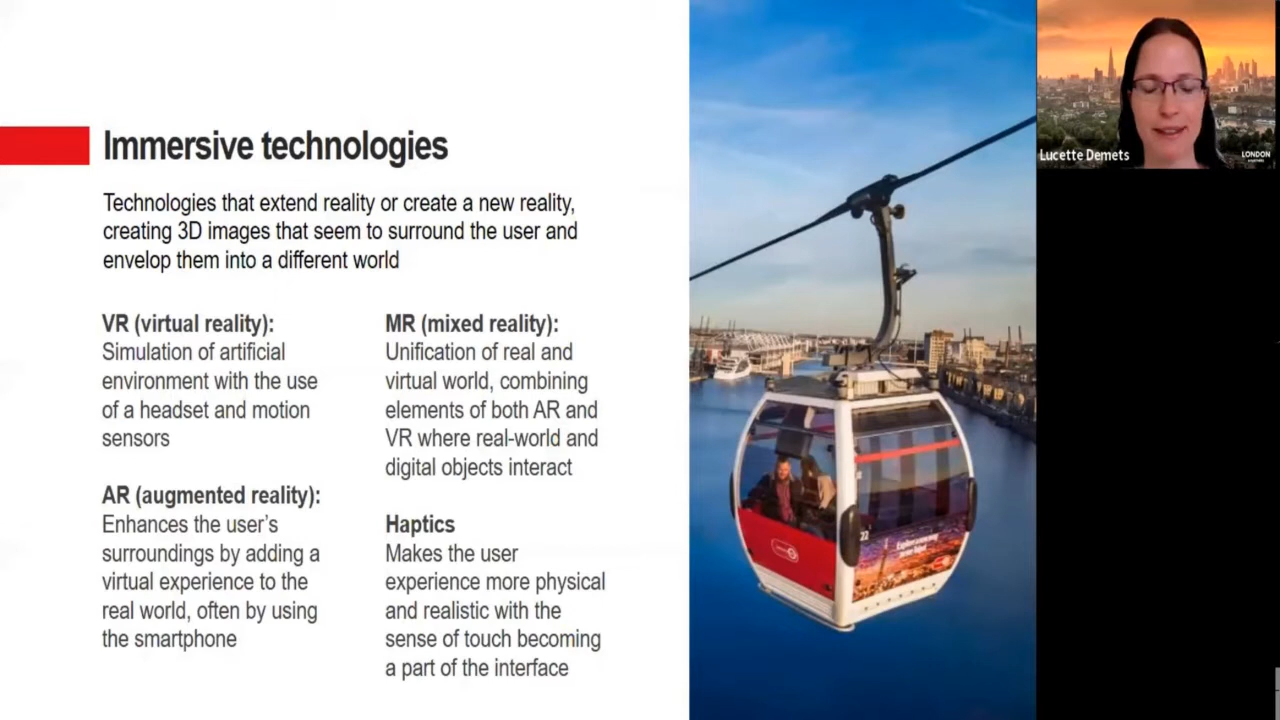 Immersive technologies
Technologies that extend reality or create a new reality,
creating 3D images that seem to surround the user and
envelop them into a different world
VR (virtual reality):
Simulation of artificial
environment with the use
of a headset and motion
sensors
AR (augmented reality):
Enhances the user’s
surroundings by adding a
virtual experience to the
real world, often by using
the smartphone
MR (mixed reality):
Unification of real and
virtual world, combining
elements of both AR and
VR where real-world and
digital objects interact
Haptics
Makes the user
experience more physical
and realistic with the
sense of touch becoming
a part of the interface
22
Lucette Demets
LONDON